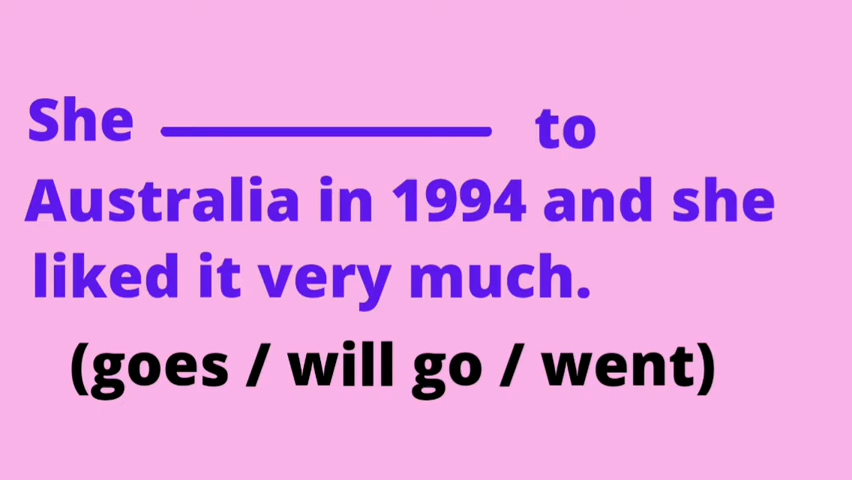 She ____________ to
Australia in 1994 and she
liked it very much.
(goes / will go / went)